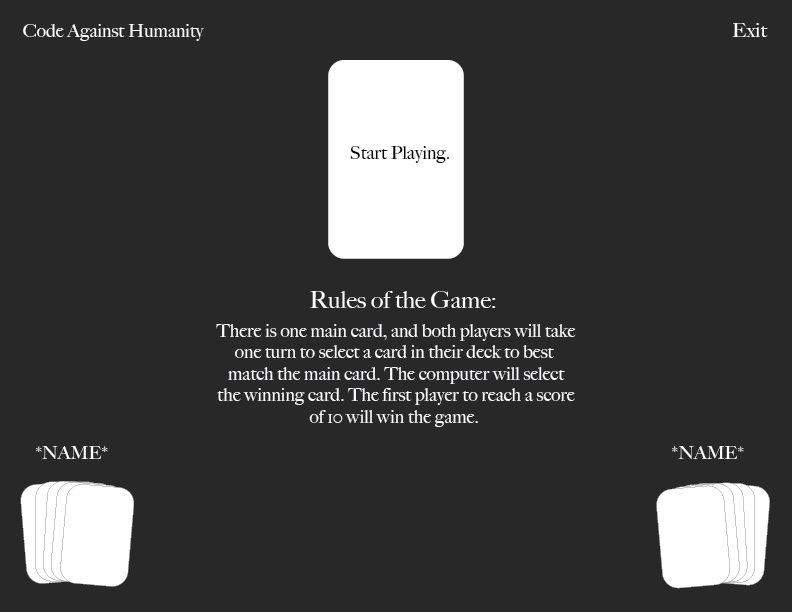 Code Against Humanity
Exit
Start Playing.
Rules of the Game:
There is one main card, and both players will take
one turn to select a card in their deck to best
match the main card. The computer will select
the winning card. The first player to reach a score
of 10 will win the game.
*NAME*
*NAME*